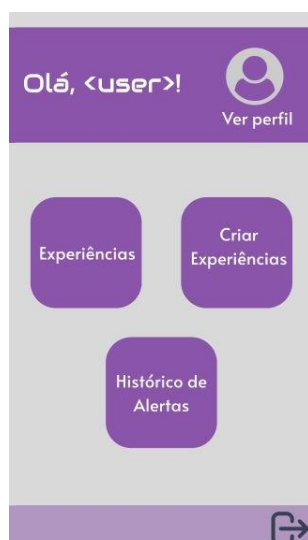 Olá, <user>!
Ver perfil
Experiências
Criar
Experiências
Histórico de
Alertas